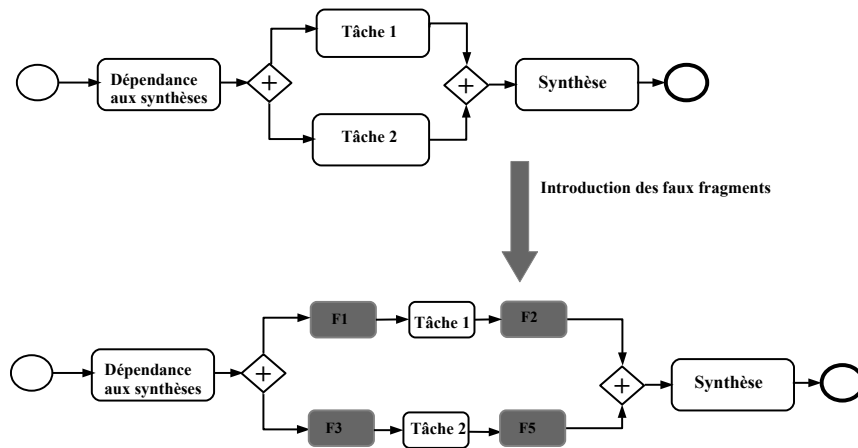 Tâche 1
Dépendance
aux synthèses
+
+
Synthèse
Tâche 2
Introduction des faux fragments
F1
Tâche 1
F2
Dépendance
aux synthèses
+
+
Synthèse
F3
Tâche 2
F5